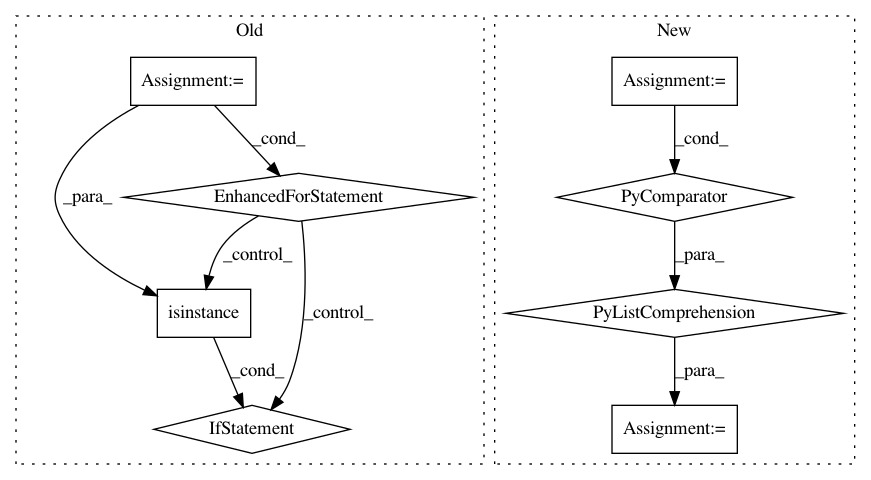 Old
New
Assignment:=
Assignment:=
_cond_
_cond_
_para_
EnhancedForStatement
PyComparator
_control_
_para_
isinstance
_control_
PyListComprehension
_cond_
_para_
IfStatement
Assignment:=